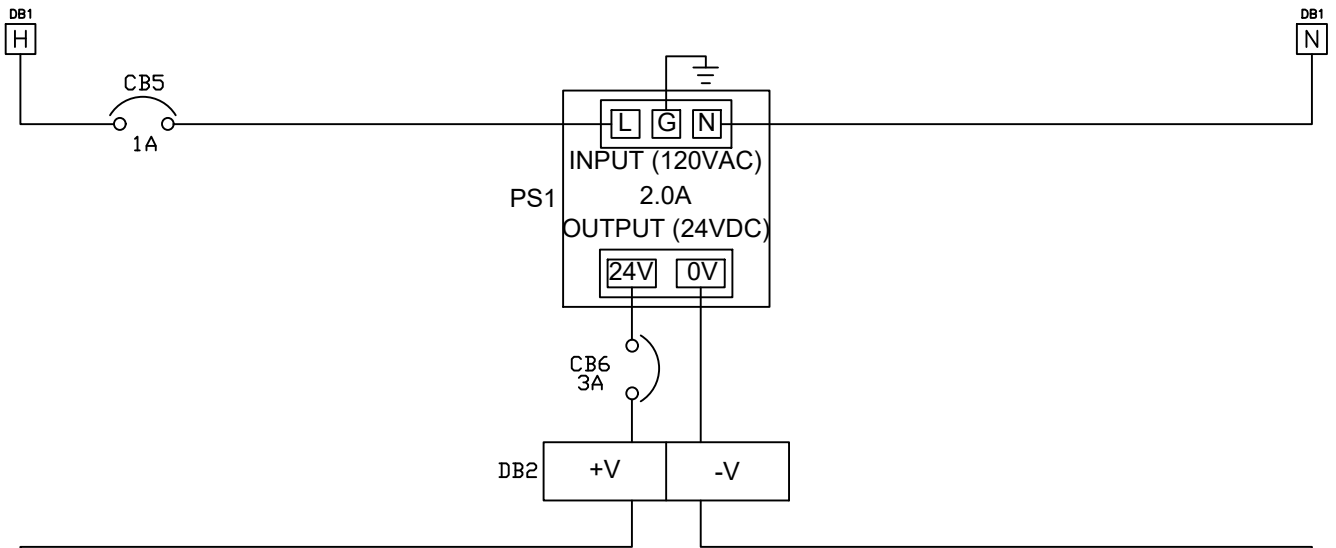 DB1
H
DB1
N
CB5
1A
L G N
INPUT (120VAC)
PS1
2.0A
OUTPUT (24VDC)
24V 0V
CB6
3A
DB2
+V -V